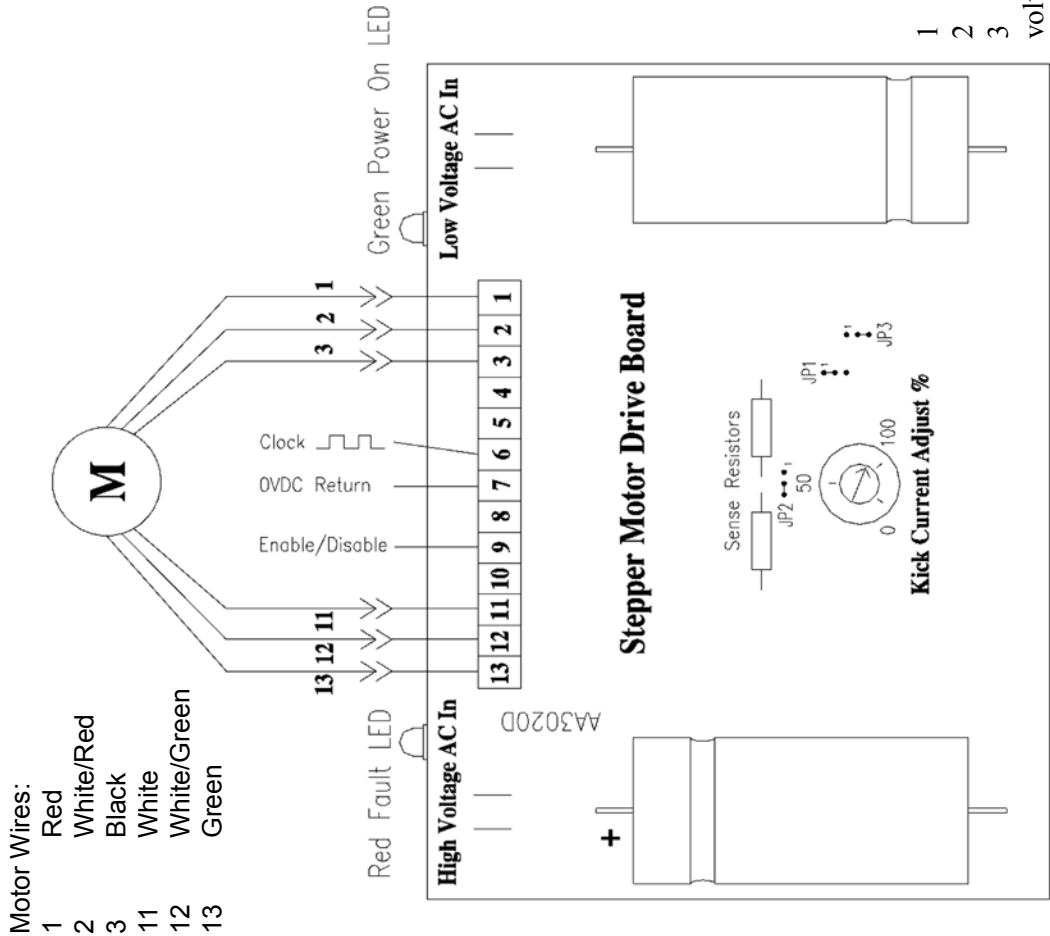 Motor Wires:
1 Red
2 White/Red
3 Black
11 White
12 White/Green
13 Green
M
13 12 11
3 2 1
Clock
0VDC Return
Enable/Disable
Red Fault LED
Green Power On LED
High Voltage AC In
Low Voltage AC In
13 12 11 10 9 8 7 6 5 4 3 2 1
AA3020D
Stepper Motor Drive Board
+
Sense Resistors
JP2
1
JP1
1
1
JP3
0
50
100
Kick Current Adjust %
1
2
3